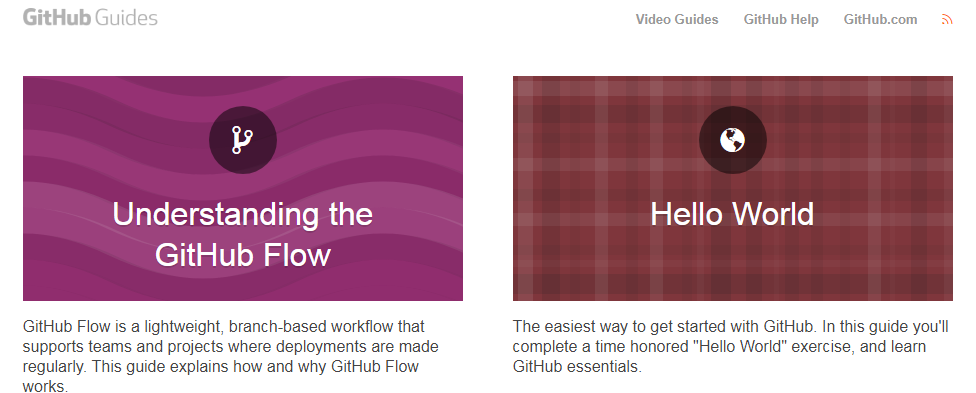 GitHub Guides
Video Guides GitHub Help GitHub.com
Understanding the
GitHub Flow
GitHub Flow is a lightweight, branch-based workflow that
supports teams and projects where deployments are made
regularly. This guide explains how and why GitHub Flow
works.
Hello World
The easiest way to get started with GitHub. In this guide you'll
complete a time honored "Hello World" exercise, and learn
GitHub essentials.